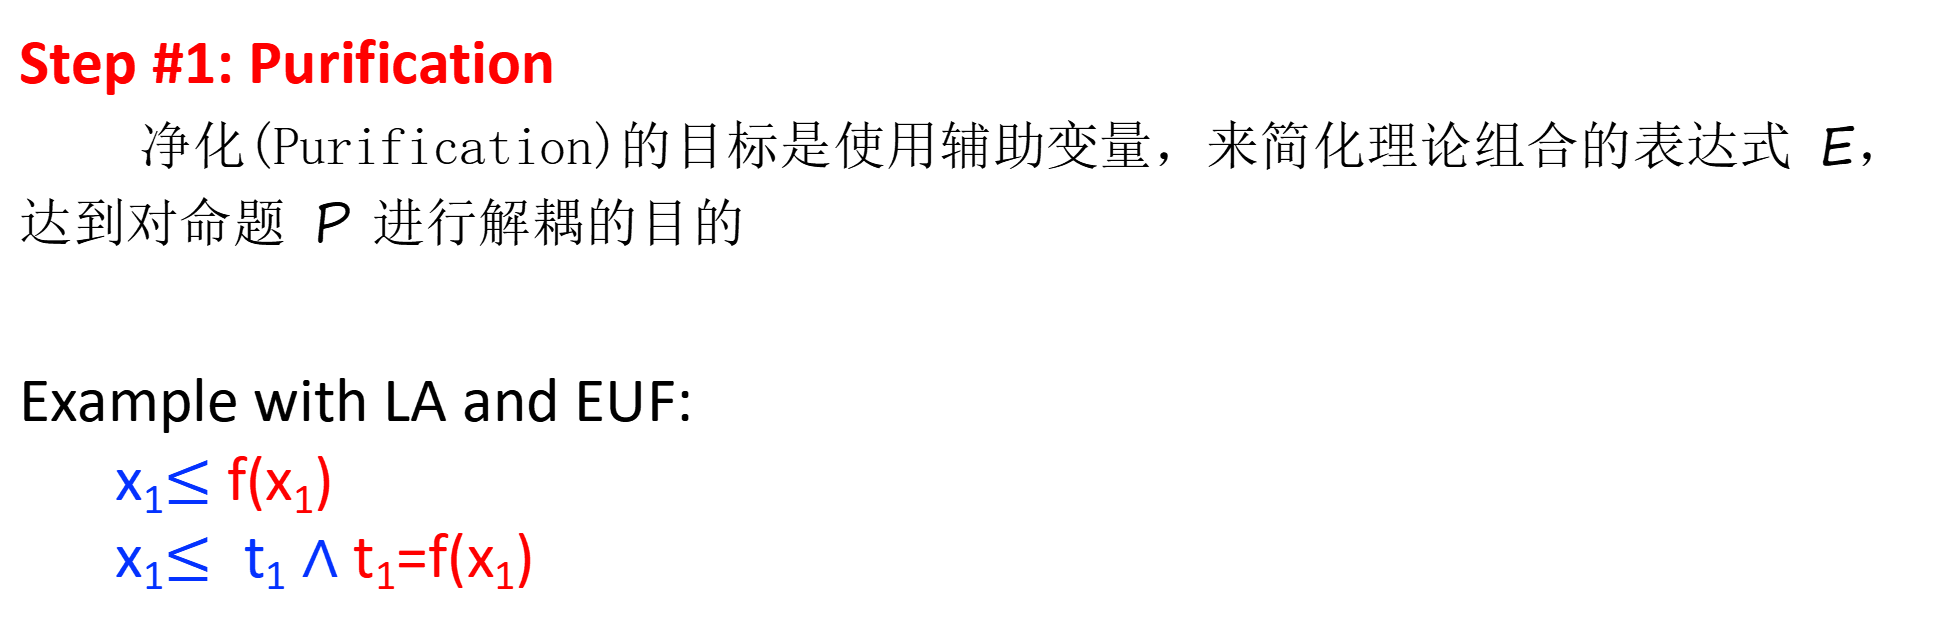 Step #1: Purification
净化(Purification)的目标是使用辅助变量，来简化理论组合的表达式 E，
达到对命题 P 进行解耦的目的
Example with LA and EUF:
x₁≤ f(x₁)
x₁≤ t₁ ∧ t₁=f(x₁)